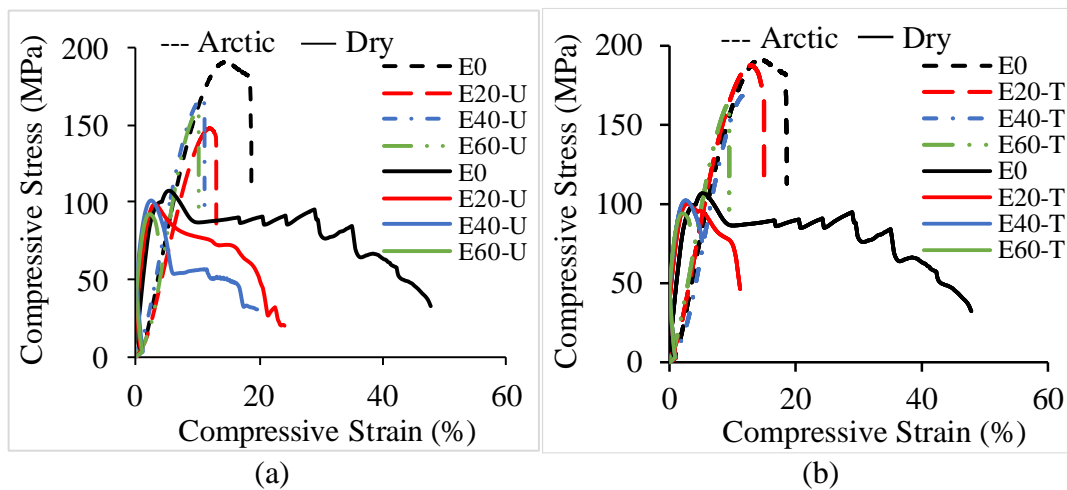 ---- Arctic — Dry
Compressive Stress (MPa)
200
150
100
50
0
0 20 40 60
Compressive Strain (%)
E0
E20-U
E40-U
E60-U
E0
E20-U
E40-U
E60-U
(a)
---- Arctic — Dry
Compressive Stress (MPa)
200
150
100
50
0
0 20 40 60
Compressive Strain (%)
E0
E20-T
E40-T
E60-T
E0
E20-T
E40-T
E60-T
(b)